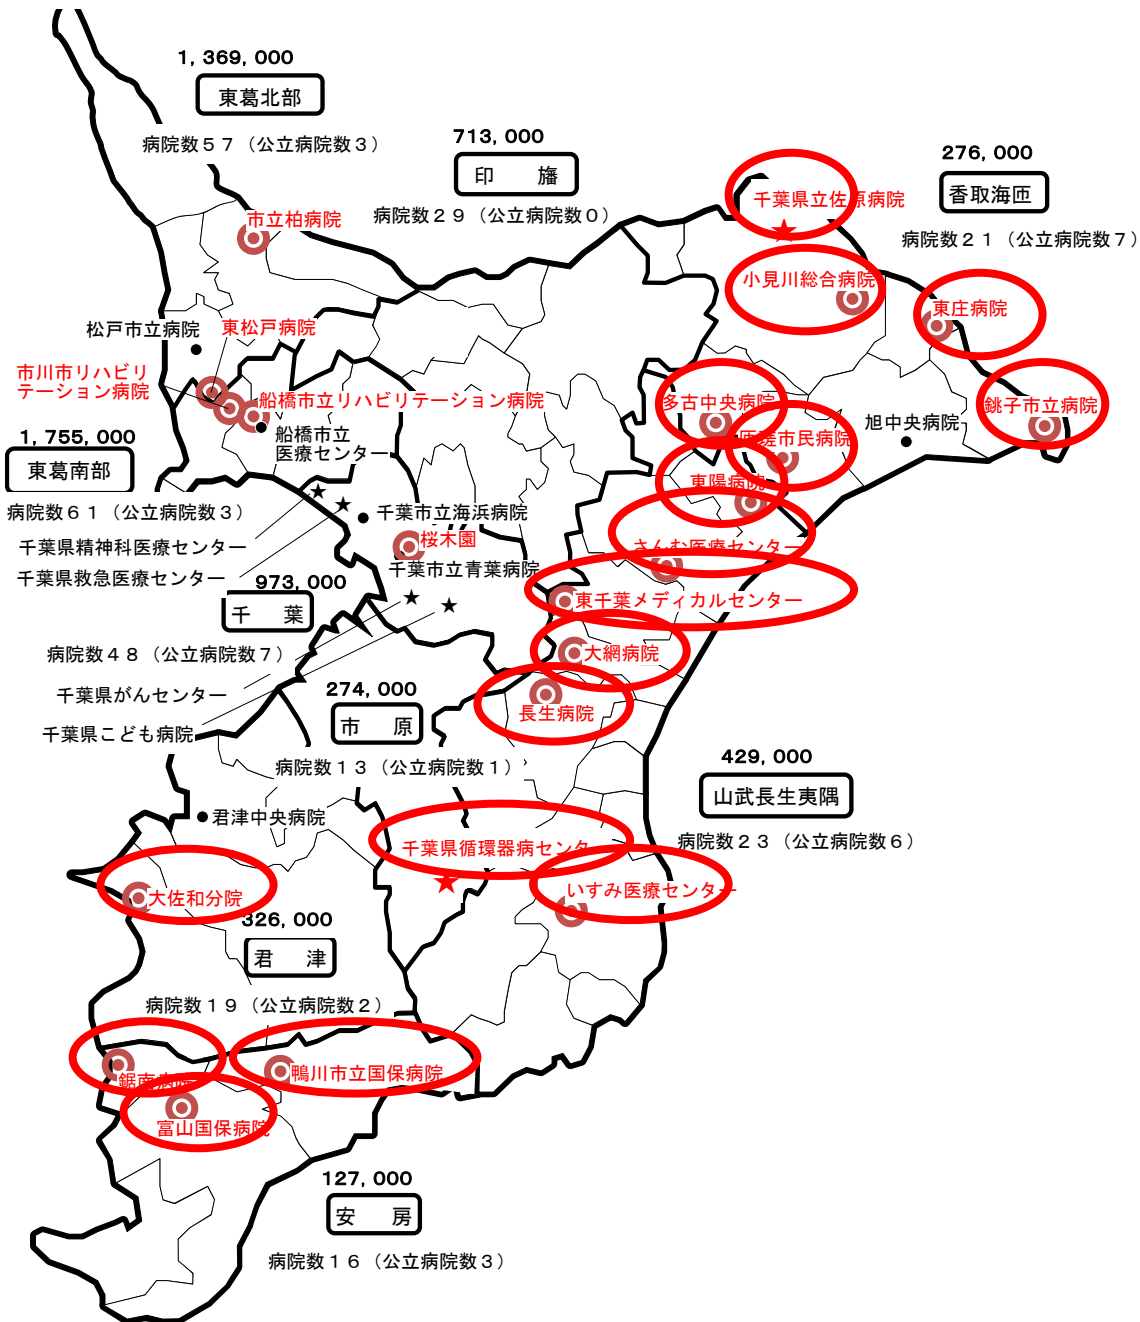 1,369,000
東葛北部
病院数５７（公立病院数３）
713,000
印　旛
病院数２９（公立病院数０）
276,000
香取海匝
病院数２１（公立病院数７）
千葉県立佐原病院
市立柏病院
小見川総合病院
東庄病院
松戸市立病院
東松戸病院
市川市リハビリ
テーション病院
船橋市立リハビリテーション病院
多古中央病院
銚子市立病院
旭中央病院
匝瑳市民病院
1,755,000
東葛南部
病院数６１（公立病院数３）
船橋市立
医療センター
東陽病院
千葉市立海浜病院
桜木園
千葉市立青葉病院
さんむ医療センター
千葉県精神科医療センター
千葉県救急医療センター
973,000
千　葉
病院数４８（公立病院数７）
東千葉メディカルセンター
大網病院
千葉県がんセンター
千葉県こども病院
長生病院
274,000
市　原
病院数１３（公立病院数１）
429,000
山武長生夷隅
病院数２３（公立病院数６）
君津中央病院
千葉県循環器病センター
いすみ医療センター
大佐和分院
326,000
君　津
病院数１９（公立病院数２）
鋸南病院
鴨川市立国保病院
富山国保病院
127,000
安　房
病院数１６（公立病院数３）